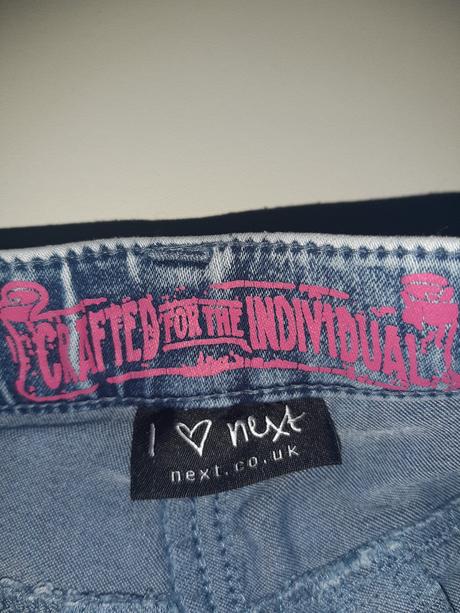 CRAFTED FOR THE INDIVIDUAL
I ♡ next
next.co.uk